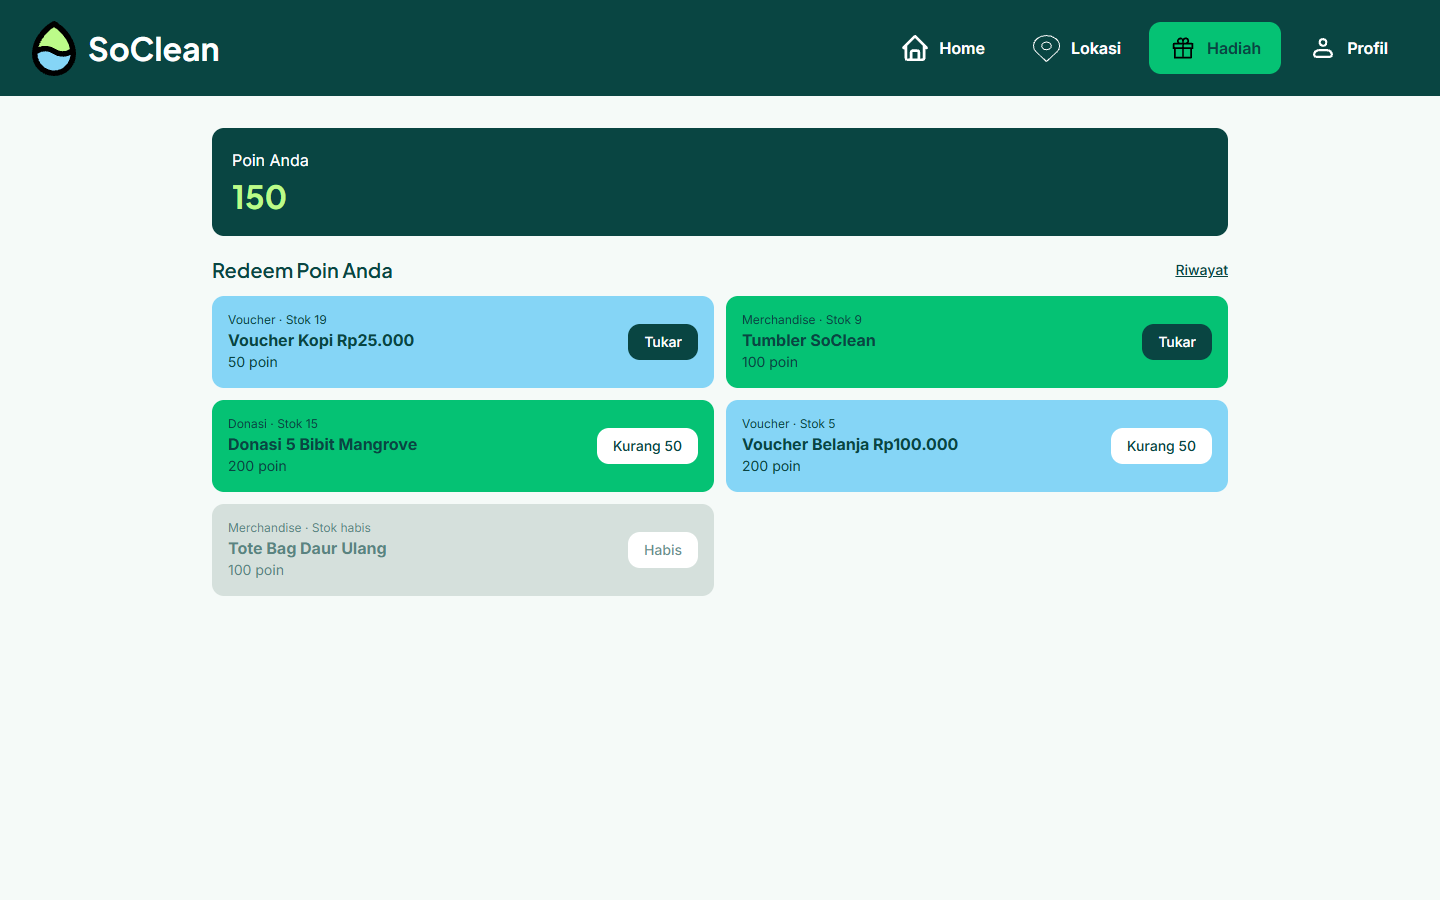 SoClean
Home
Lokasi
Hadiah
Profil
Poin Anda
150
Redeem Poin Anda
Riwayat
Voucher · Stok 19
Voucher Kopi Rp25.000
50 poin
Tukar
Merchandise · Stok 9
Tumbler SoClean
100 poin
Tukar
Donasi · Stok 15
Donasi 5 Bibit Mangrove
200 poin
Kurang 50
Voucher · Stok 5
Voucher Belanja Rp100.000
200 poin
Kurang 50
Merchandise · Stok habis
Tote Bag Daur Ulang
100 poin
Habis